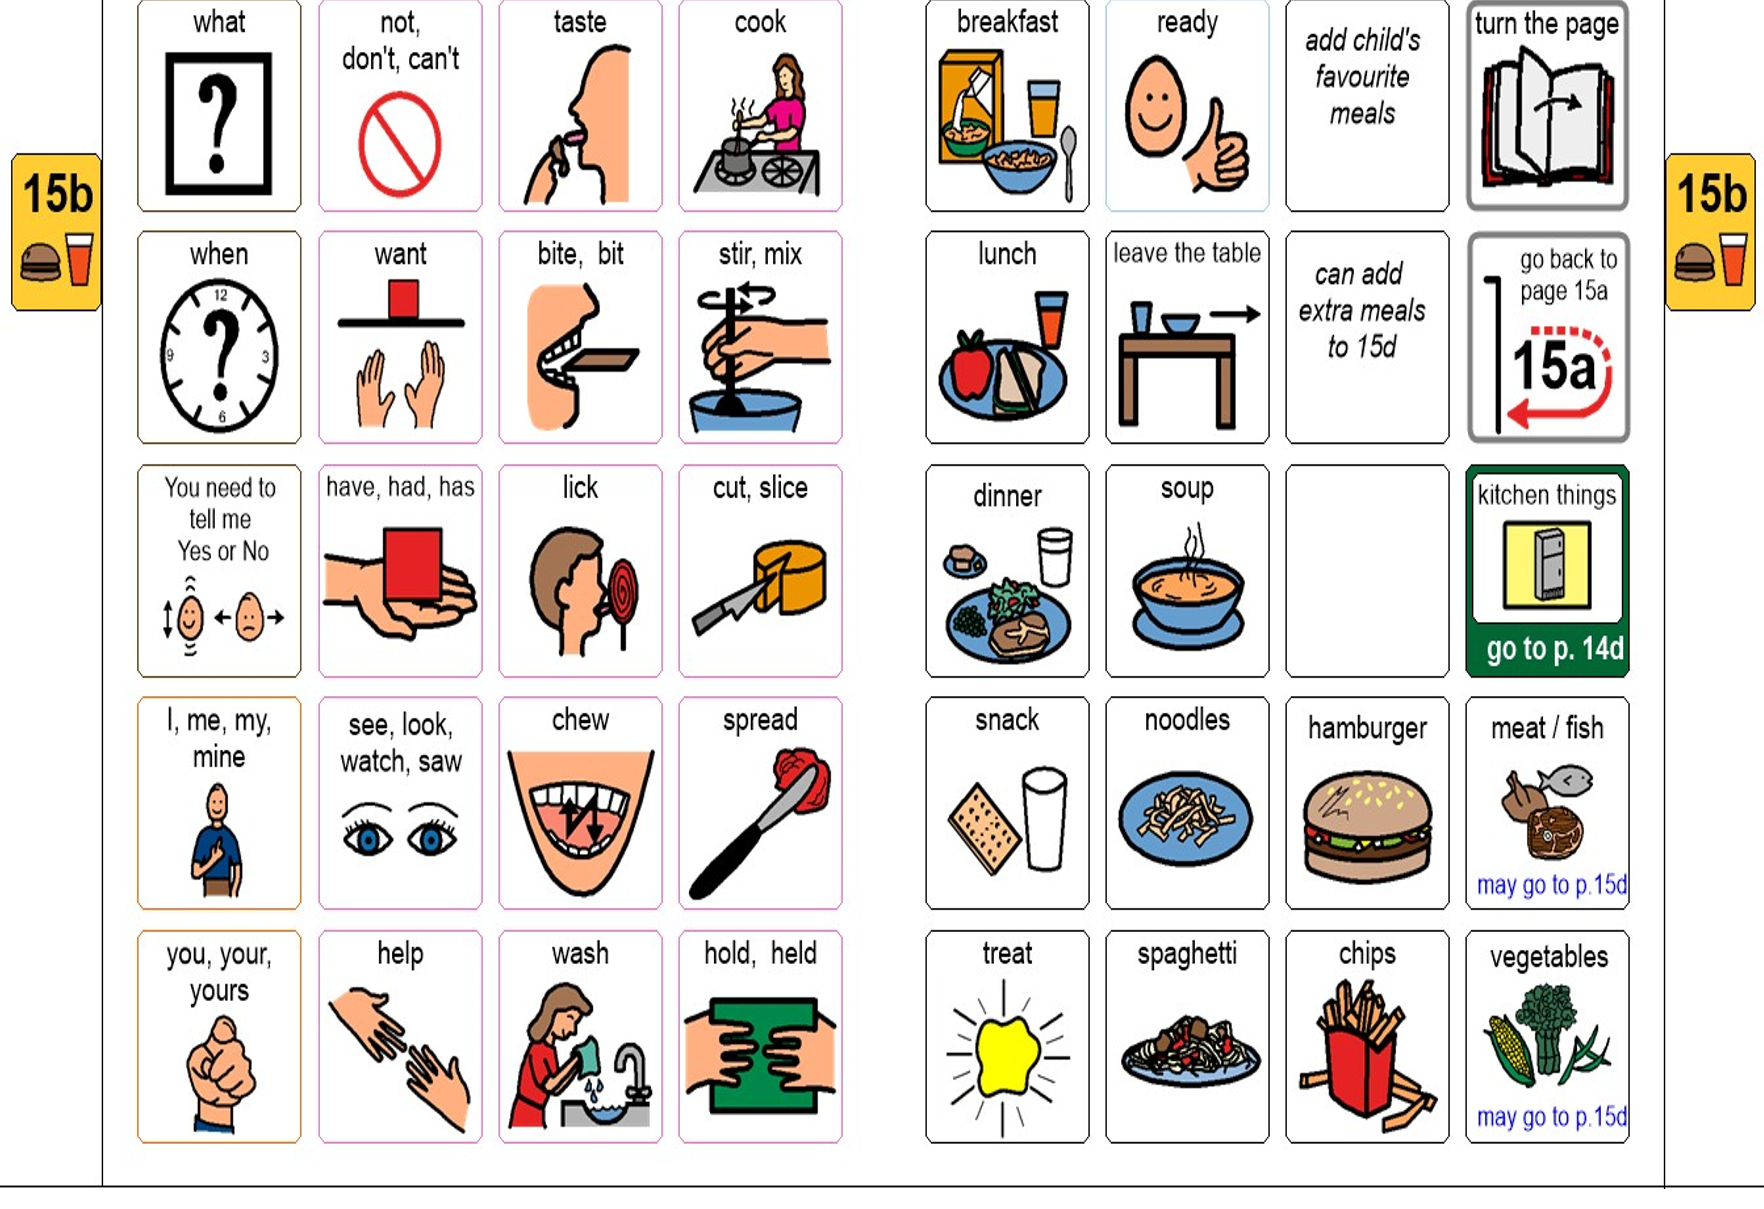 what
not,
don't, can't
taste
cook
breakfast
ready
add child's
favourite
meals
turn the page
15b
15b
when
12
3
6
9
want
bite, bit
stir, mix
lunch
leave the table
can add
extra meals
to 15d
go back to
page 15a
15a
You need to
tell me
Yes or No
have, had, has
lick
cut, slice
dinner
soup
kitchen things
go to p. 14d
I, me, my,
mine
see, look,
watch, saw
chew
spread
snack
noodles
hamburger
meat / fish
may go to p.15d
you, your,
yours
help
wash
hold, held
treat
spaghetti
chips
vegetables
may go to p.15d